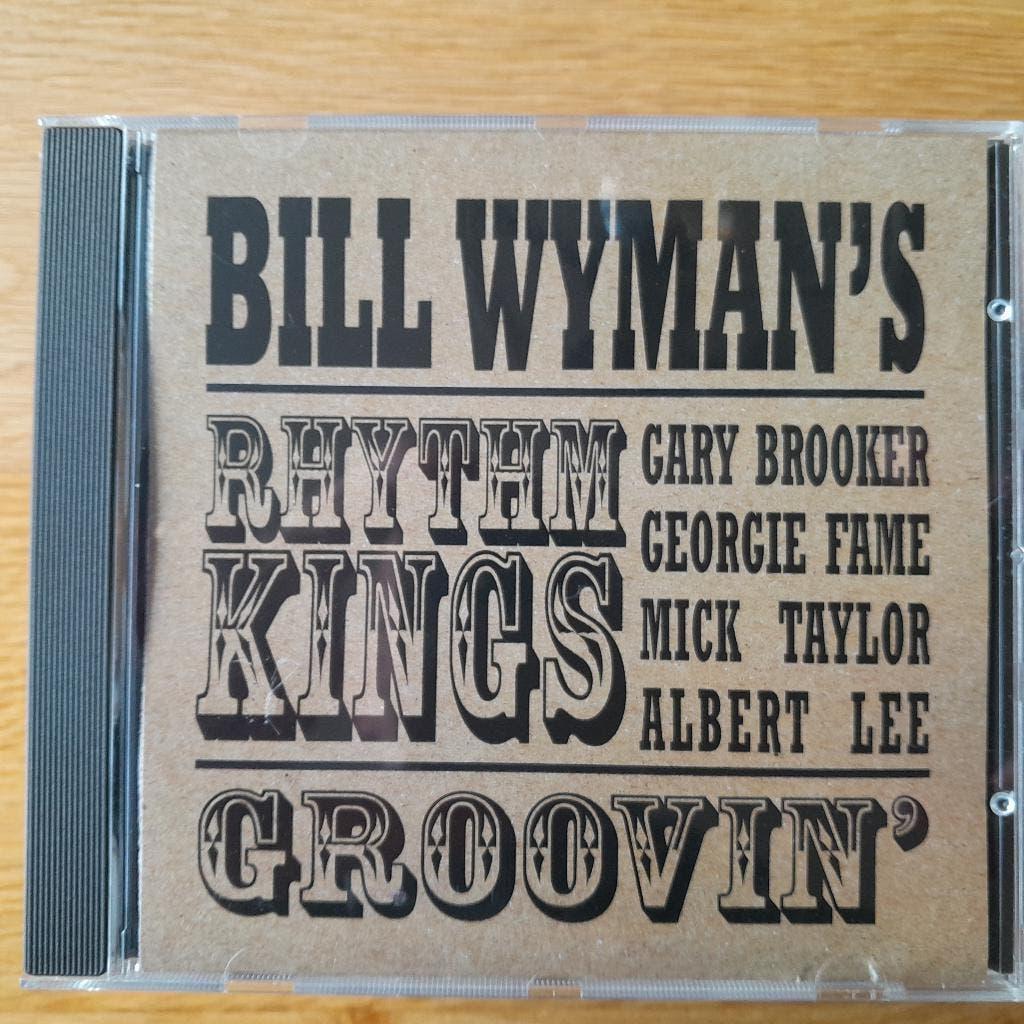 BILL WYMAN'S
RHYTHM
KINGS
GARY BROOKER
GEORGIE FAME
MICK TAYLOR
ALBERT LEE
GROOVIN'